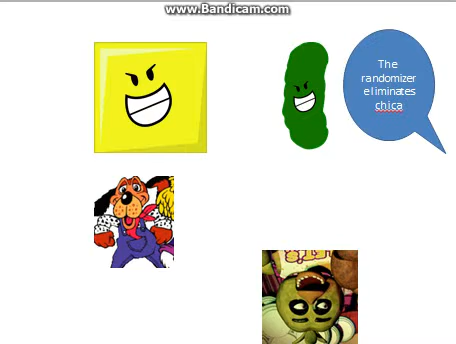 www.Bandicam.com
The
randomizer
eliminates
chica